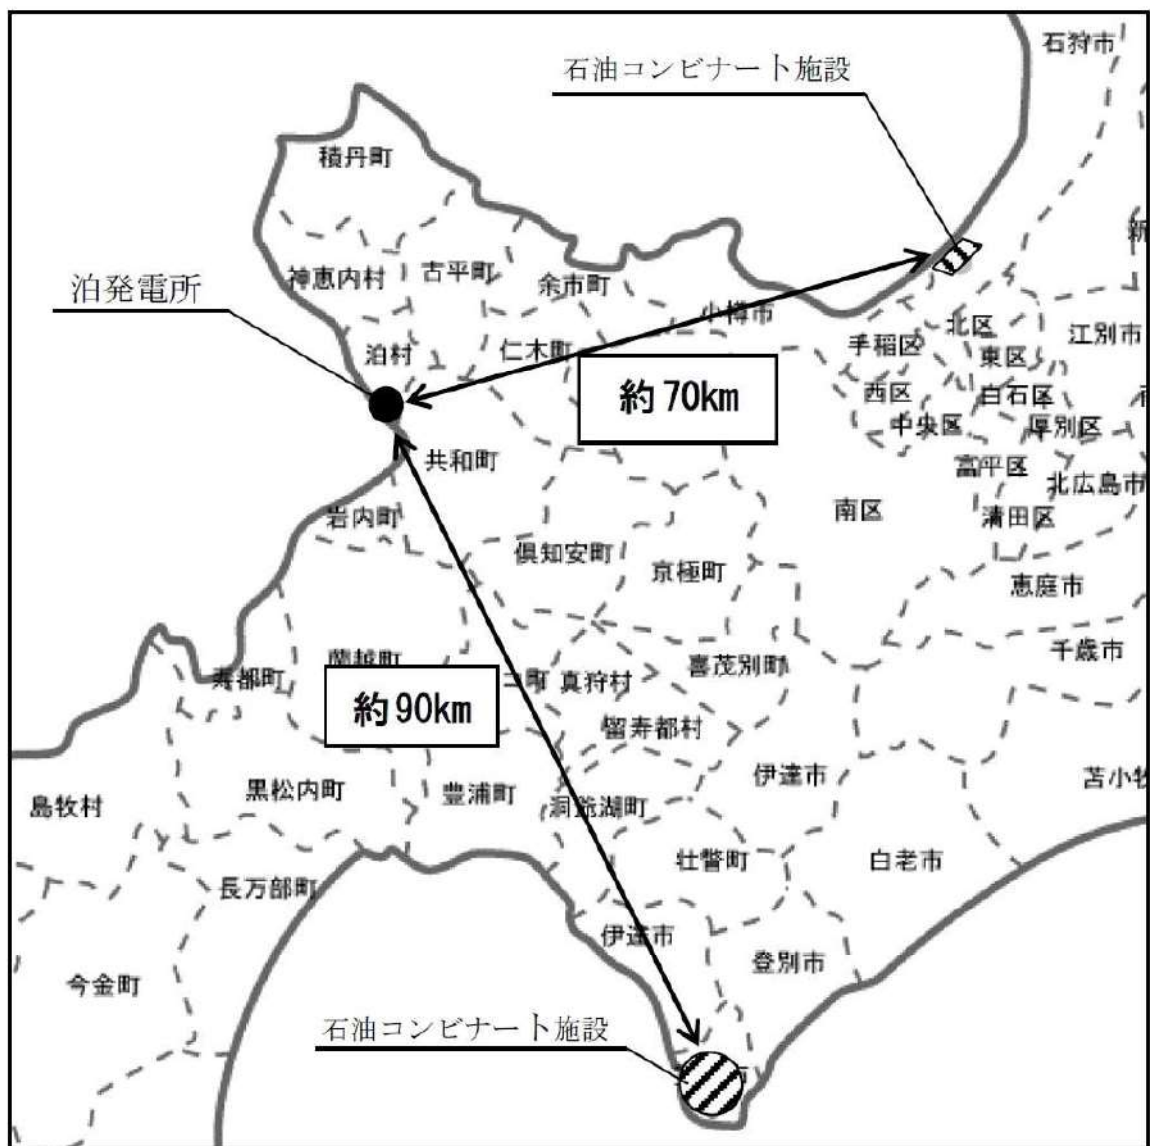 石狩市
石油コンビナート施設
積丹町
新
神恵内村
古平町
余市町
泊発電所
小樽市
北区
江別市
泊村
仁木町
手稲区
東区
約70km
西区
白石区
中央区
厚別区
共和町
富平区
北広島市
岩内町
南区
清田区
倶知安町
京極町
恵庭市
千歳市
蘭越町
寿都町
コ町
真狩村
喜茂別町
約90km
留寿都村
伊達市
苫小牧
島牧村
黒松内町
豊浦町
洞爺湖町
壮瞥町
白老市
長万部町
伊達市
登別市
今金町
石油コンビナート施設